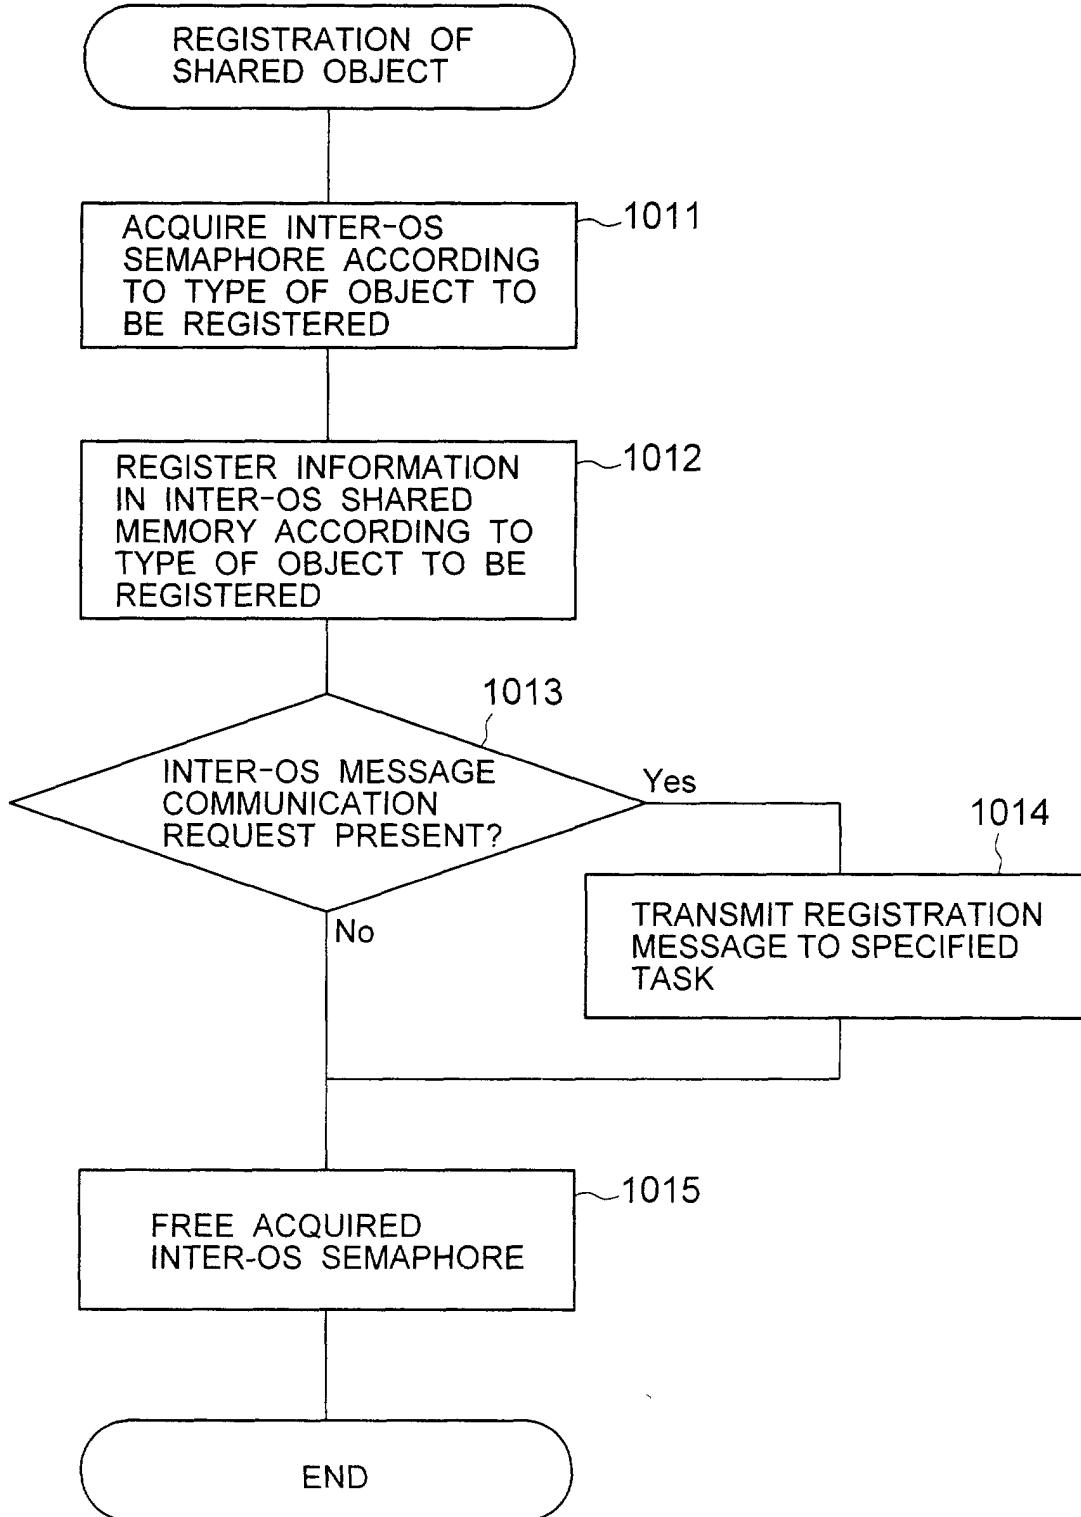 REGISTRATION OF
SHARED OBJECT
1011
ACQUIRE INTER-OS
SEMAPHORE ACCORDING
TO TYPE OF OBJECT TO
BE REGISTERED
1012
REGISTER INFORMATION
IN INTER-OS SHARED
MEMORY ACCORDING TO
TYPE OF OBJECT TO BE
REGISTERED
1013
INTER-OS MESSAGE
COMMUNICATION
REQUEST PRESENT?
Yes
1014
TRANSMIT REGISTRATION
MESSAGE TO SPECIFIED
TASK
No
1015
FREE ACQUIRED
INTER-OS SEMAPHORE
END